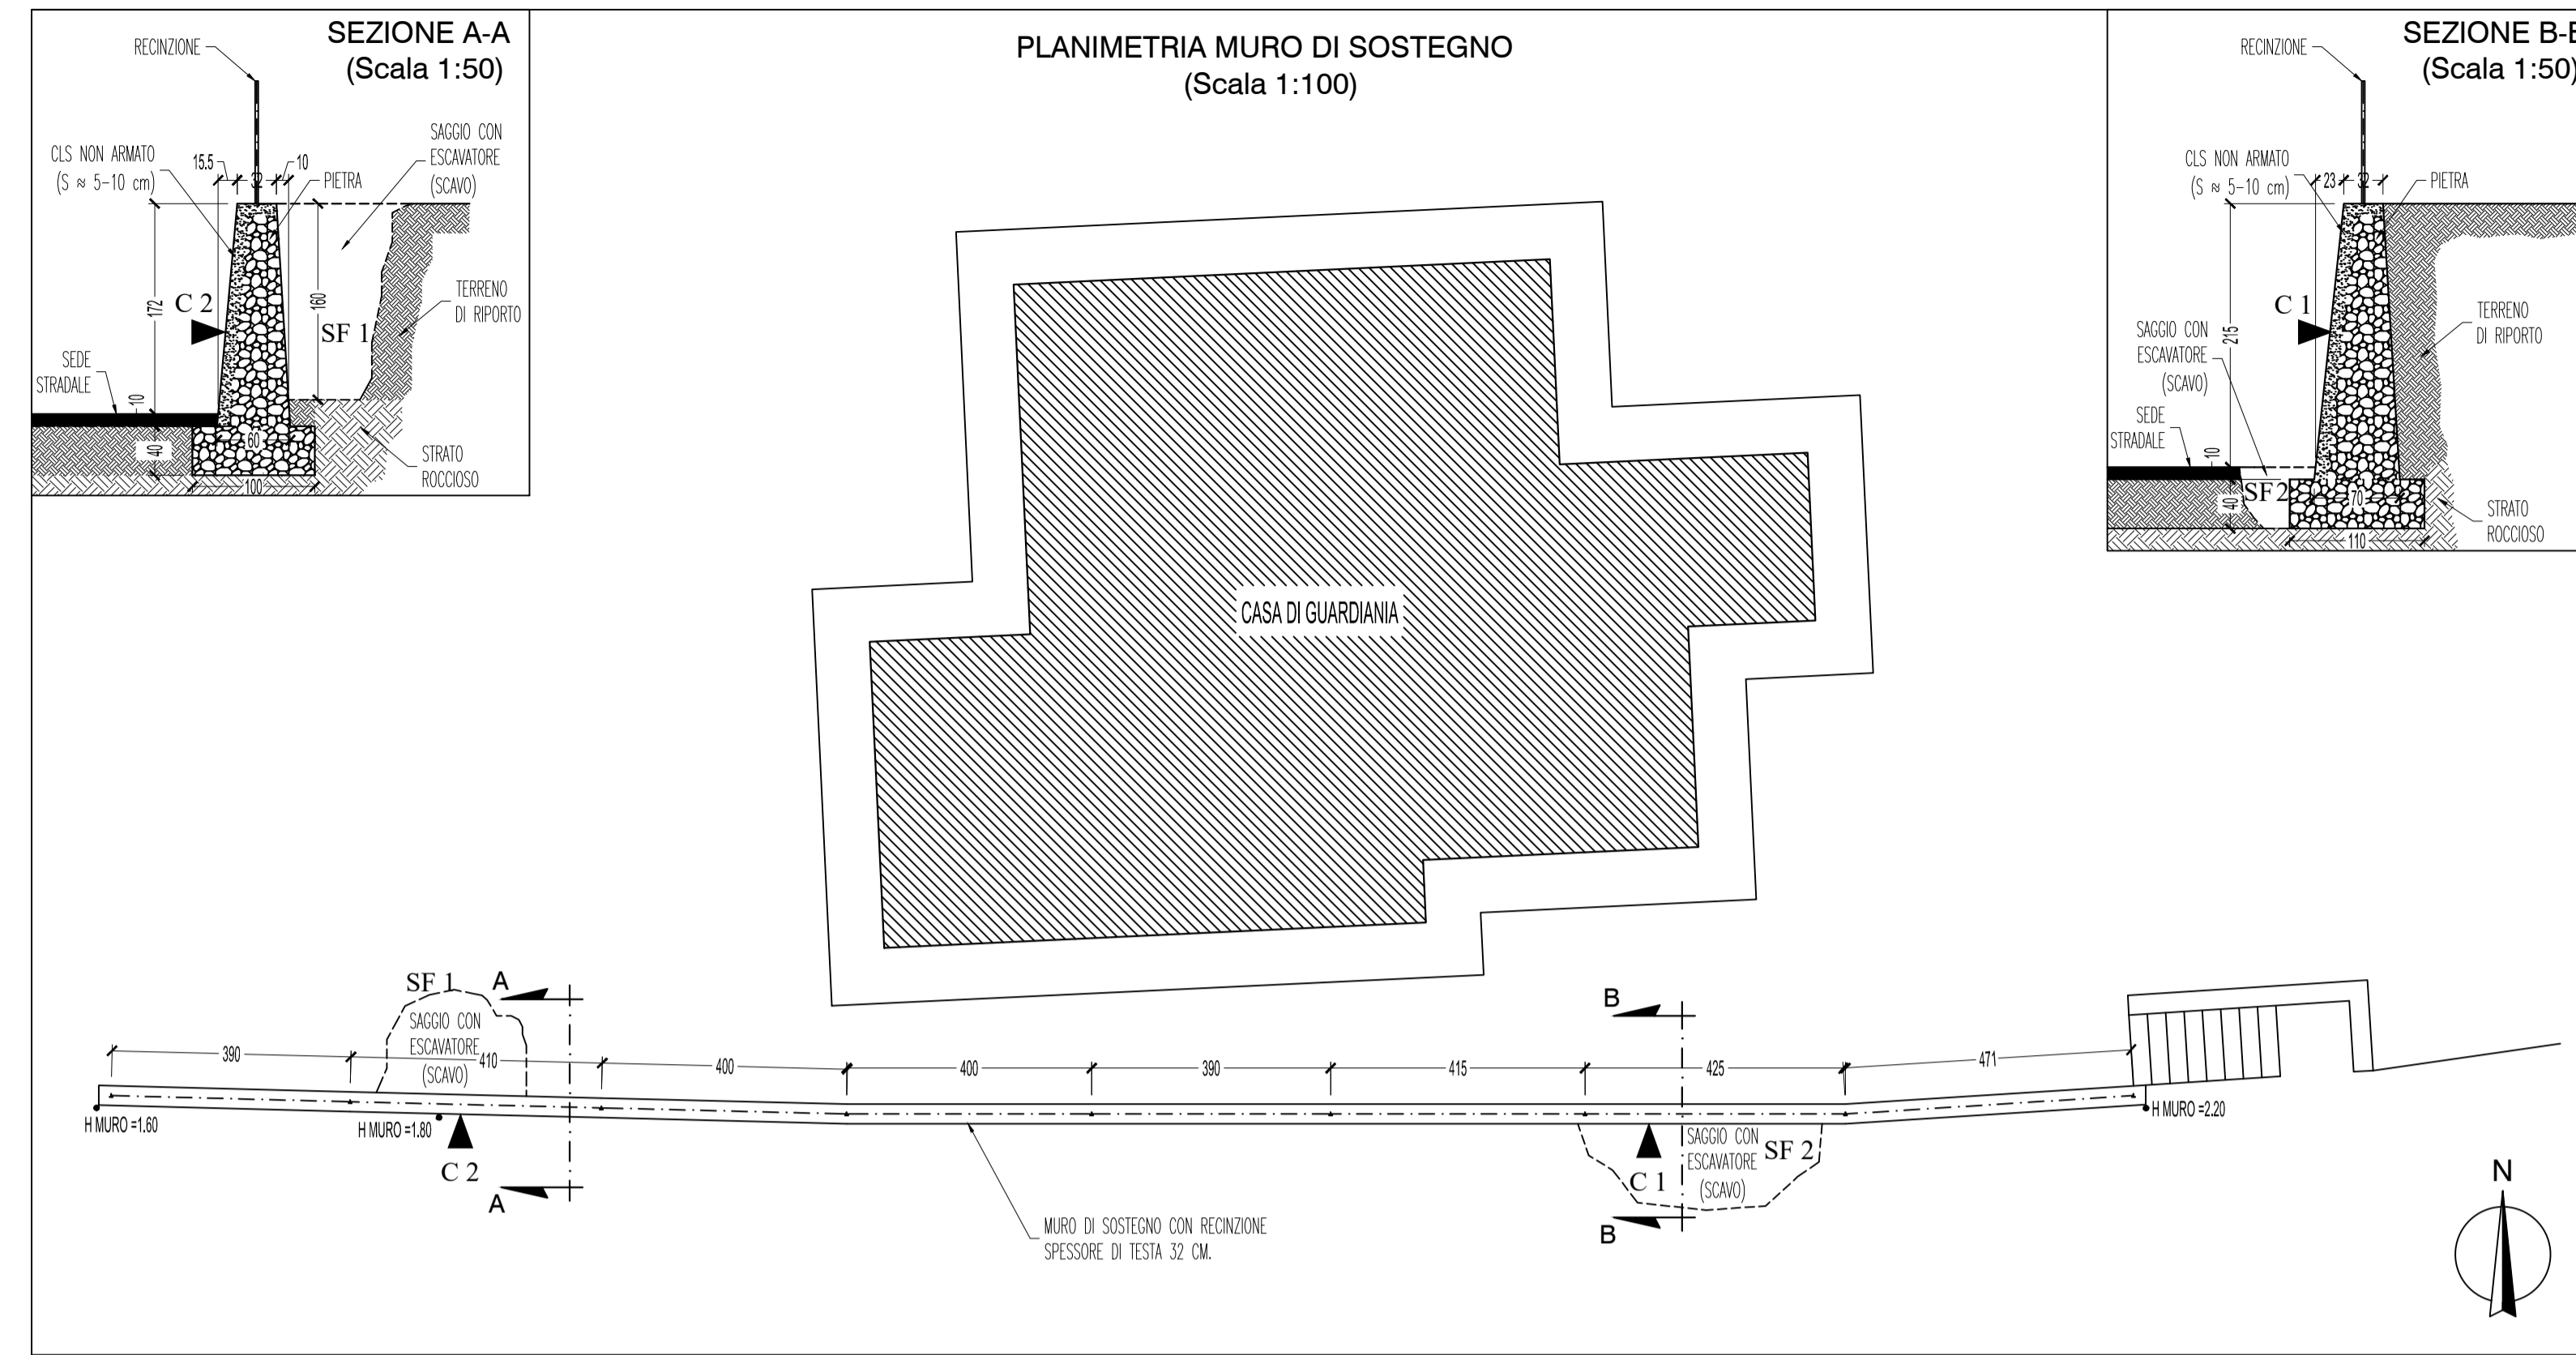 SEZIONE A-A
(Scala 1:50)
RECINZIONE
CLS NON ARMATO
(S ≈ 5-10 cm)
15.5
32
10
PIETRA
SAGGIO CON
ESCAVATORE
(SCAVO)
172
C 2
160
SF 1
TERRENO
DI RIPORTO
SEDE
STRADALE
10
40
60
100
STRATO
ROCCIOSO
PLANIMETRIA MURO DI SOSTEGNO
(Scala 1:100)
SEZIONE B-
(Scala 1:50)
RECINZIONE
CLS NON ARMATO
(S ≈ 5-10 cm)
23
32
PIETRA
C 1
215
SAGGIO CON
ESCAVATORE
(SCAVO)
TERRENO
DI RIPORTO
SEDE
STRADALE
10
40
SF2
70
110
STRATO
ROCCIOSO
CASA DI GUARDIANIA
SF 1
A
SAGGIO CON
ESCAVATORE
(SCAVO)
B
390
410
400
400
390
415
425
471
H MURO =1.60
H MURO =1.80
H MURO =2.20
C 2
A
C 1
SAGGIO CON
ESCAVATORE
(SCAVO)
SF 2
B
MURO DI SOSTEGNO CON RECINZIONE
SPESSORE DI TESTA 32 CM.
N